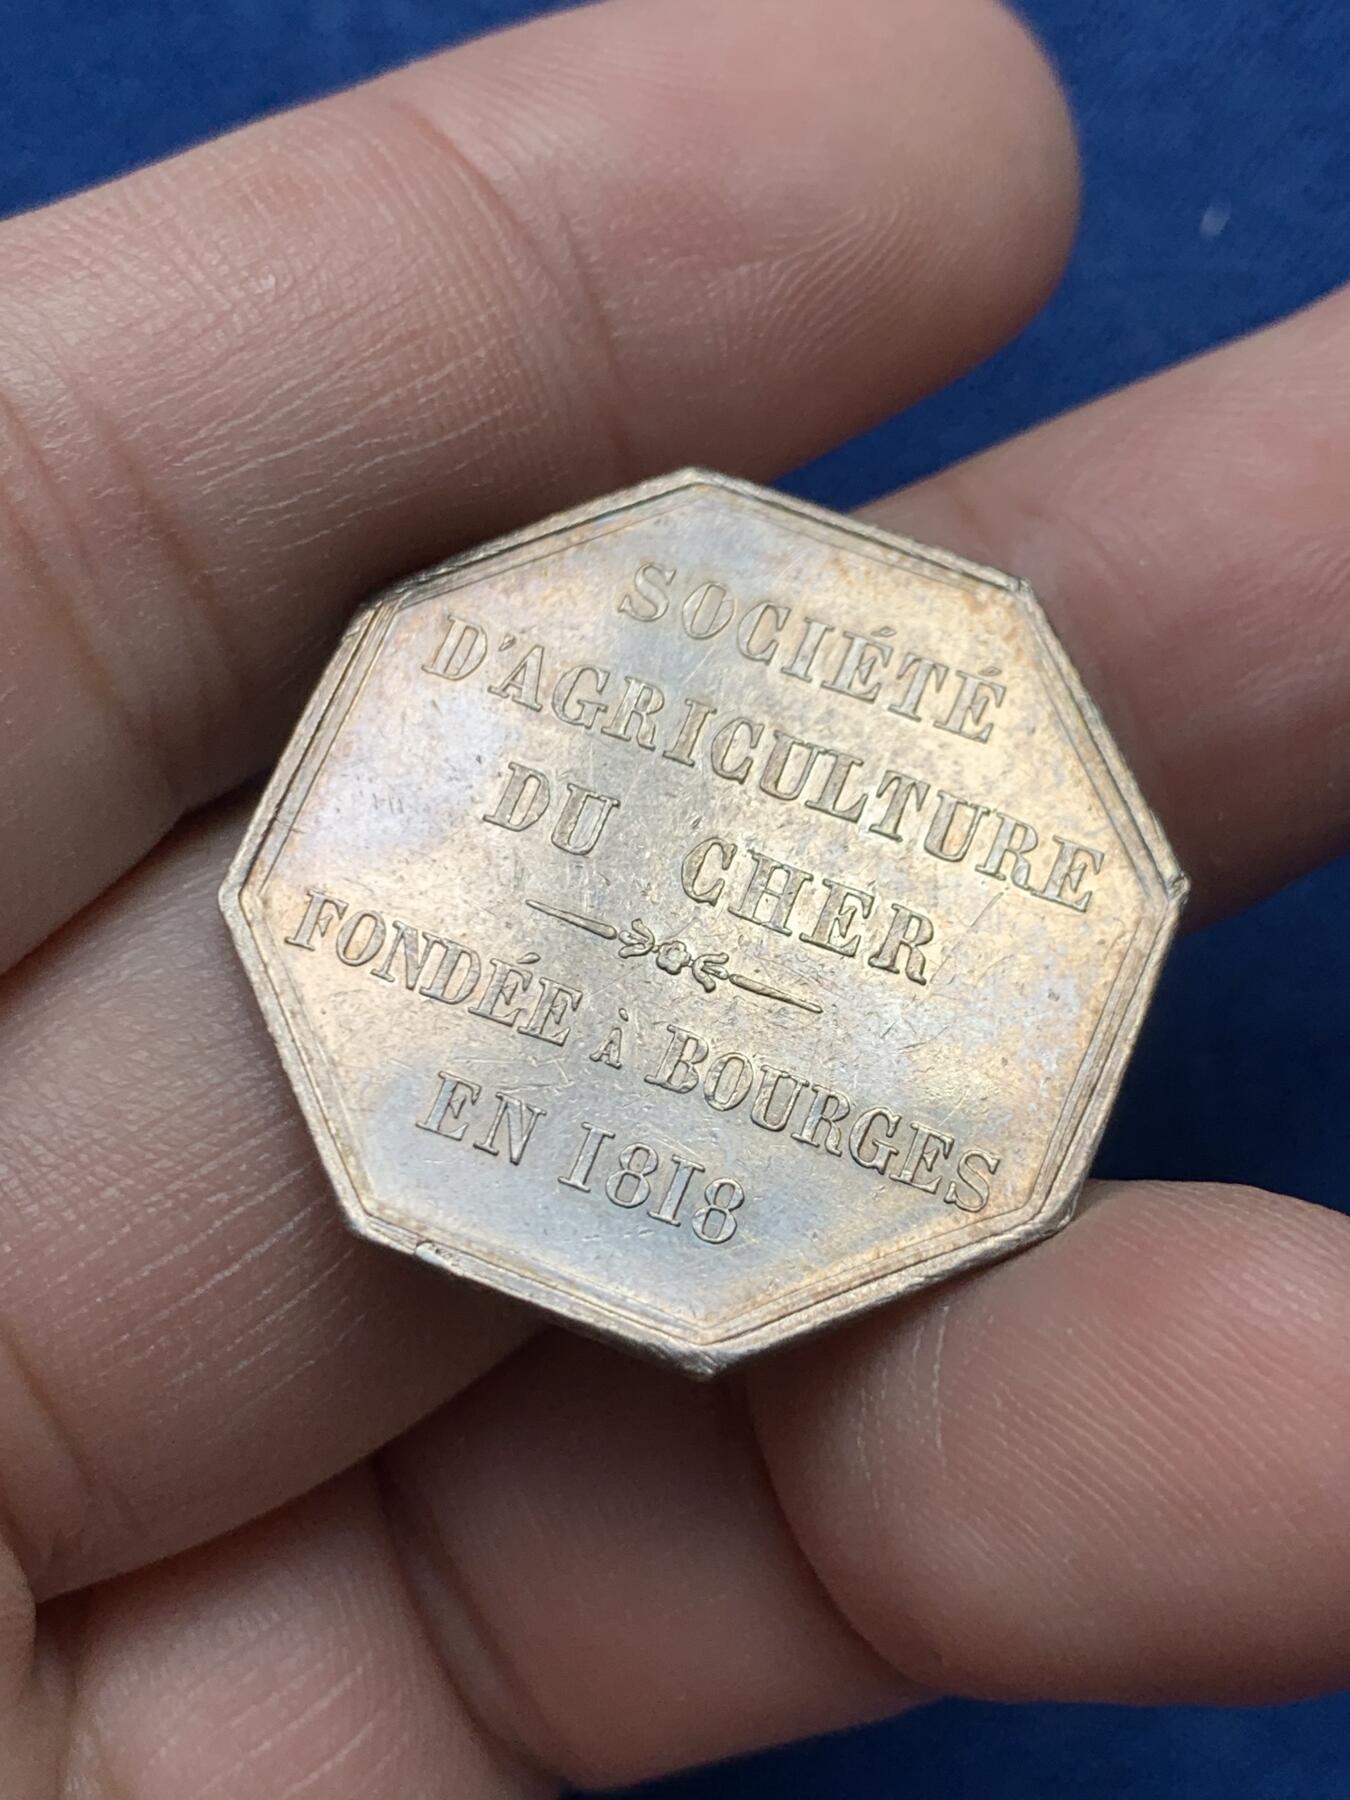 SOCIÉTÉ
D'AGRICULTURE
DU CHER
FONDÉE À BOURGES
EN 1818